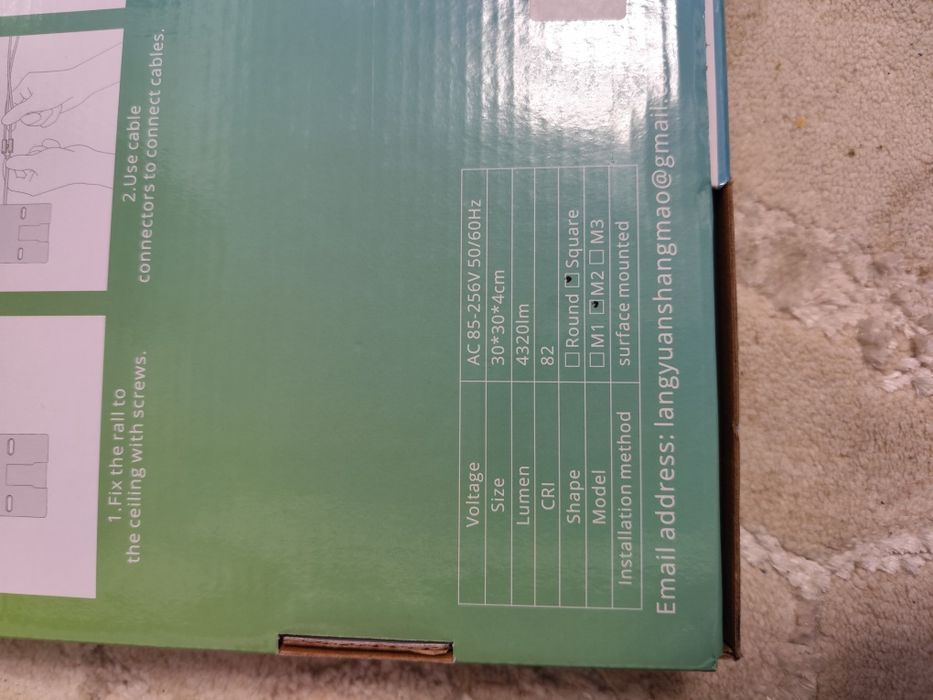 1.Fix the rall to
the ceiling with screws.
2.Use cable
connectors to connect cables.
Voltage AC 85-256V 50/60Hz
Size 30*30*4cm
Lumen 4320lm
CRI 82
Shape Round Square
Model M1 M2 M3
Installation method surface mounted
Email address: langyuanshangmao@gmail.